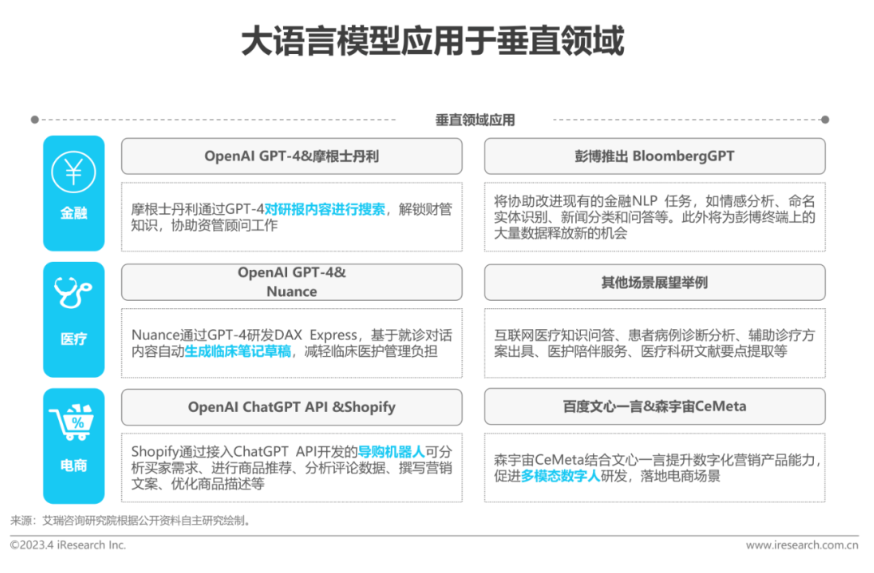 大语言模型应用于垂直领域
垂直领域应用
¥
金融
OpenAI GPT-4&摩根士丹利
摩根士丹利通过GPT-4对研报内容进行搜索，解锁财管
知识，协助资管顾问工作
彭博推出 BloombergGPT
将协助改进现有的金融NLP 任务，如情感分析、命名
实体识别、新闻分类和问答等。此外将为彭博终端上的
大量数据释放新的机会
医疗
OpenAI GPT-4&
Nuance
Nuance通过GPT-4研发DAX Express，基于就诊对话
内容自动生成临床笔记草稿，减轻临床医护管理负担
其他场景展望举例
互联网医疗知识问答、患者病例诊断分析、辅助诊疗方
案出具、医护陪伴服务、医疗科研文献要点提取等
%
电商
OpenAI ChatGPT API &Shopify
Shopify通过接入ChatGPT API开发的导购机器人可分
析买家需求、进行商品推荐、分析评论数据、撰写营销
文案、优化商品描述等
百度文心一言&森宇宙CeMeta
森宇宙CeMeta结合文心一言提升数字化营销产品能力，
促进多模态数字人研发，落地电商场景
来源：艾瑞咨询研究院根据公开资料自主研究绘制。
©2023.4 iResearch Inc.
www.iresearch.com.cn